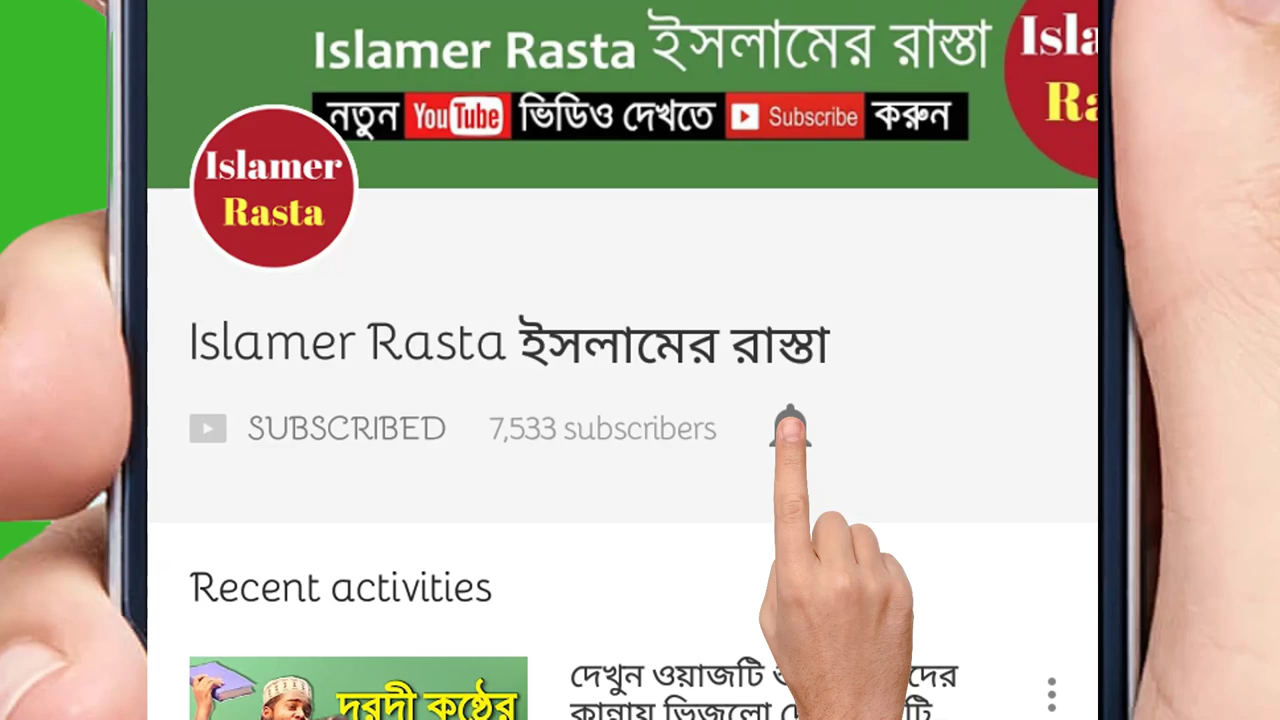 Islamer Rasta ইসলামের রাস্তা
নতুন YouTube ভিডিও দেখতে Subscribe করুন
Isla
Ra
Islamer
Rasta
Islamer Rasta ইসলামের রাস্তা
SUBSCRIBED 7,533 subscribers
Recent activities
দরদী কণ্ঠের
দেখুন ওয়াজটি
কান্নায় ভিজলো